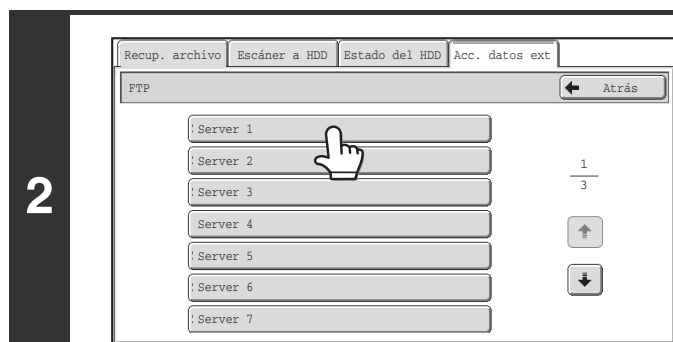 2
Recup. archivo Escáner a HDD Estado del HDD Acc. datos ext
FTP Atrás
Server 1
Server 2
Server 3
Server 4
Server 5
Server 6
Server 7
1
3